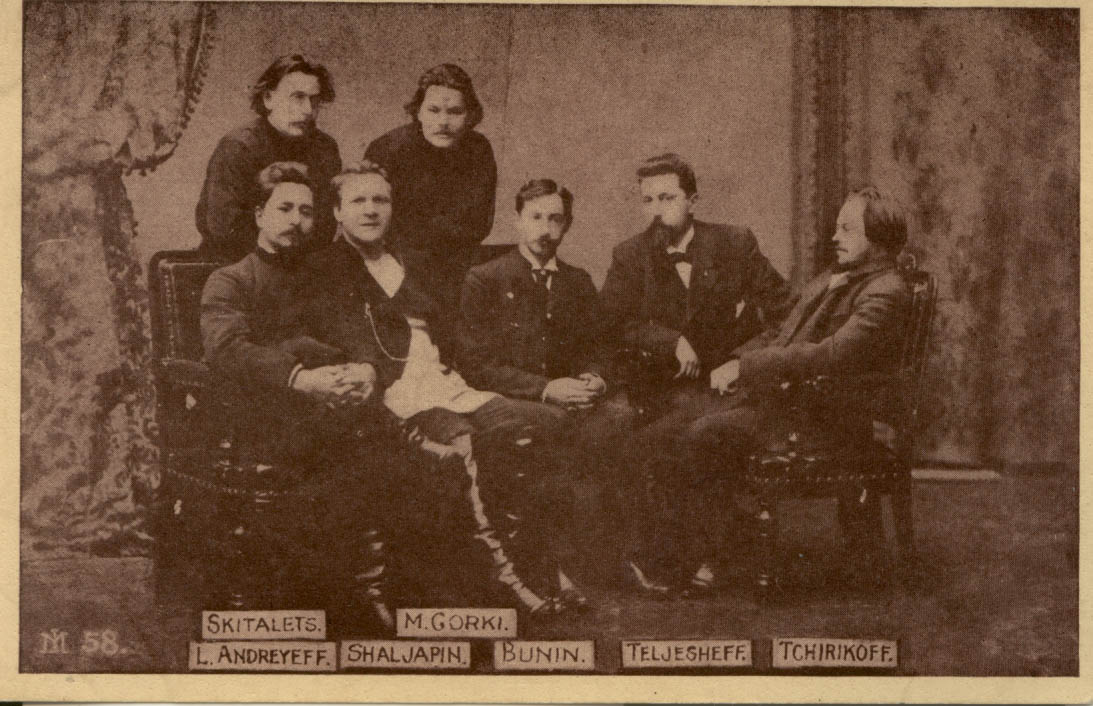 SKITALETS. M. GORKI.
L. ANDREYEFF. SHALJAPIN. BUNIN. TELJESHEFF. TCHIRIKOFF.
58.